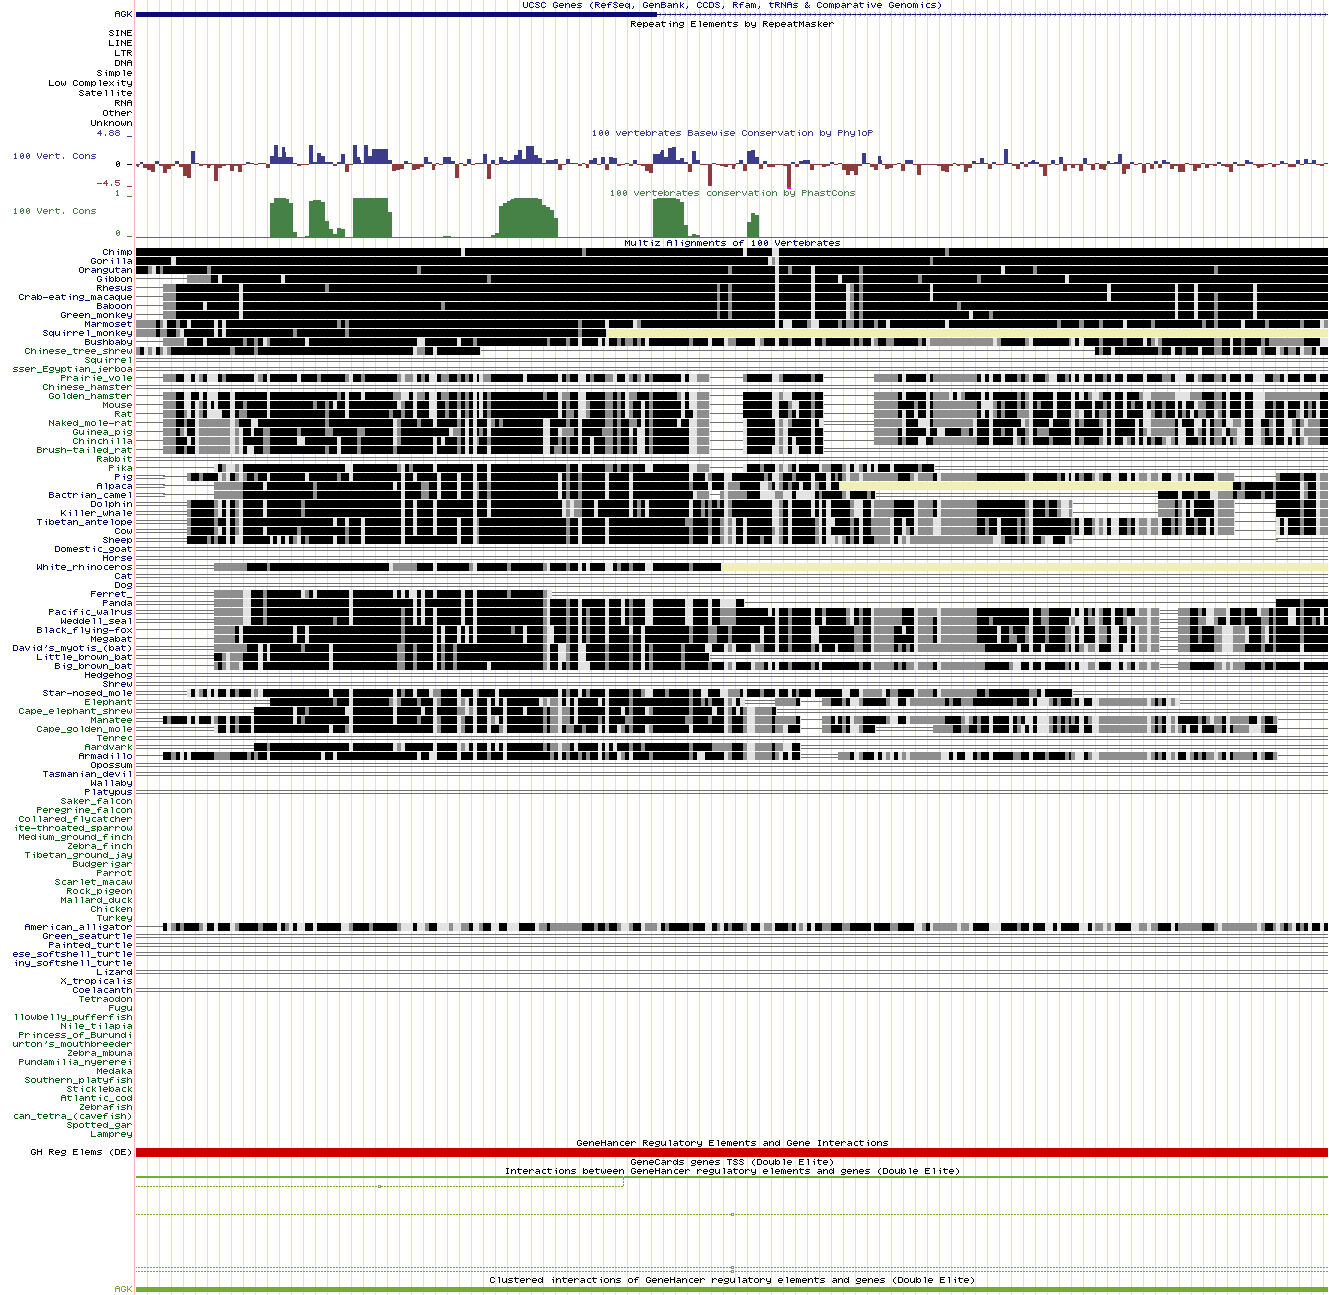 UCSC Genes (RefSeq, GenBank, CCDS, Rfam, tRNAs & Comparative Genomics)
AGK
Repeating Elements by RepeatMasker
SINE
LINE
LTR
DNA
Simple
Low Complexity
Satellite
RNA
Other
Unknown
100 vertebrates Basewise Conservation by PhyloP
4.88 _
100 Vert. Cons
0 _
-4.5 _
100 vertebrates conservation by PhastCons
1 _
100 Vert. Cons
0 _
Multiz Alignments of 100 Vertebrates
Chimp
Gorilla
Orangutan
Gibbon
Rhesus
Crab-eating_macaque
Baboon
Green_monkey
Marmoset
Squirrel_monkey
Bushbaby
Chinese_tree_shrew
Squirrel
sser_Egyptian_jerboa
Prairie_vole
Chinese_hamster
Golden_hamster
Mouse
Rat
Naked_mole-rat
Guinea_pig
Chinchilla
Brush-tailed_rat
Rabbit
Pika
Pig
Alpaca
Bactrian_camel
Dolphin
Killer_whale
Tibetan_antelope
Cow
Sheep
Domestic_goat
Horse
White_rhinoceros
Cat
Dog
Ferret_
Panda
Pacific_walrus
Weddell_seal
Black_flying-fox
Megabat
David's_myotis_(bat)
Little_brown_bat
Big_brown_bat
Hedgehog
Shrew
Star-nosed_mole
Elephant
Cape_elephant_shrew
Manatee
Cape_golden_mole
Tenrec
Aardvark
Armadillo
Opossum
Tasmanian_devil
Wallaby
Platypus
Saker_falcon
Peregrine_falcon
Collared_flycatcher
ite-throated_sparrow
Medium_ground_finch
Zebra_finch
Tibetan_ground_jay
Budgerigar
Parrot
Scarlet_macaw
Rock_pigeon
Mallard_duck
Chicken
Turkey
American_alligator
Green_seaturtle
Painted_turtle
ese_softshell_turtle
iny_softshell_turtle
Lizard
X_tropicalis
Coelacanth
Tetraodon
Fugu
llowbelly_pufferfish
Nile_tilapia
Princess_of_Burundi
urton's_mouthbreeder
Zebra_mbuna
Pundamilia_nyererei
Medaka
Southern_platyfish
Stickleback
Atlantic_cod
Zebrafish
can_tetra_(cavefish)
Spotted_gar
Lamprey
GeneHancer Regulatory Elements and Gene Interactions
GH Reg Elems (DE)
GeneCards genes TSS (Double Elite)
Interactions between GeneHancer regulatory elements and genes (Double Elite)
Clustered interactions of GeneHancer regulatory elements and genes (Double Elite)
AGK